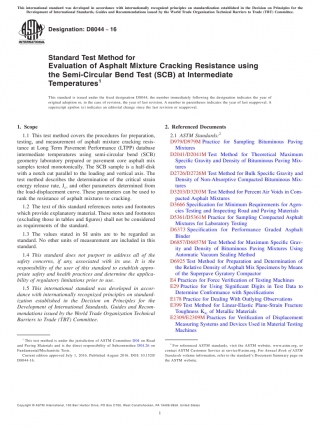 This international standard was developed in accordance with internationally recognized principles on standardization established in the Decision on Principles for the
Development of International Standards, Guides and Recommendations issued by the World Trade Organization Technical Barriers to Trade (TBT) Committee.
Designation: D8044 − 16
Standard Test Method for
Evaluation of Asphalt Mixture Cracking Resistance using
the Semi-Circular Bend Test (SCB) at Intermediate
Temperatures¹
This standard is issued under the fixed designation D8044; the number immediately following the designation indicates the year of
original adoption or, in the case of revision, the year of last revision. A number in parentheses indicates the year of last reapproval. A
superscript epsilon (ε) indicates an editorial change since the last revision or reapproval.
1. Scope
1.1 This test method covers the procedures for preparation,
testing, and measurement of asphalt mixture cracking resis-
tance at Long Term Pavement Performance (LTPP) database
intermediate temperatures using semi-circular bend (SCB)
geometry laboratory prepared or pavement core asphalt mix
samples tested monotonically. The SCB sample is a half-disk
with a notch cut parallel to the loading and vertical axis. The
test method describes the determination of the critical strain
energy release rate, Jc, and other parameters determined from
the load-displacement curve. These parameters can be used to
rank the resistance of asphalt mixtures to cracking.
1.2 The text of this standard references notes and footnotes
which provide explanatory material. These notes and footnotes
(excluding those in tables and figures) shall not be considered
as requirements of the standard.
1.3 The values stated in SI units are to be regarded as
standard. No other units of measurement are included in this
standard.
1.4 This standard does not purport to address all of the
safety concerns, if any, associated with its use. It is the
responsibility of the user of this standard to establish appro-
priate safety and health practices and determine the applica-
bility of regulatory limitations prior to use.
1.5 This international standard was developed in accor-
dance with internationally recognized principles on standard-
ization established in the Decision on Principles for the
Development of International Standards, Guides and Recom-
mendations issued by the World Trade Organization Technical
Barriers to Trade (TBT) Committee.
¹ This test method is under the jurisdiction of ASTM Committee D04 on Road
and Paving Materials and is the direct responsibility of Subcommittee D04.26 on
Fundamental/Mechanistic Tests.
Current edition approved July 1, 2016. Published August 2016. DOI: 10.1520/
D8044-16.
2. Referenced Documents
2.1 ASTM Standards:²
D979/D979M Practice for Sampling Bituminous Paving
Mixtures
D2041/D2041M Test Method for Theoretical Maximum
Specific Gravity and Density of Bituminous Paving Mix-
tures
D2726/D2726M Test Method for Bulk Specific Gravity and
Density of Non-Absorptive Compacted Bituminous Mix-
tures
D3203/D3203M Test Method for Percent Air Voids in Com-
pacted Asphalt Mixtures
D3666 Specification for Minimum Requirements for Agen-
cies Testing and Inspecting Road and Paving Materials
D5361/D5361M Practice for Sampling Compacted Asphalt
Mixtures for Laboratory Testing
D6373 Specification for Performance Graded Asphalt
Binder
D6857/D6857M Test Method for Maximum Specific Grav-
ity and Density of Bituminous Paving Mixtures Using
Automatic Vacuum Sealing Method
D6925 Test Method for Preparation and Determination of
the Relative Density of Asphalt Mix Specimens by Means
of the Superpave Gyratory Compactor
E4 Practices for Force Verification of Testing Machines
E29 Practice for Using Significant Digits in Test Data to
Determine Conformance with Specifications
E178 Practice for Dealing With Outlying Observations
E399 Test Method for Linear-Elastic Plane-Strain Fracture
Toughness KIc of Metallic Materials
E2309/E2309M Practices for Verification of Displacement
Measuring Systems and Devices Used in Material Testing
Machines
² For referenced ASTM standards, visit the ASTM website, www.astm.org, or
contact ASTM Customer Service at service@astm.org. For Annual Book of ASTM
Standards volume information, refer to the standard's Document Summary page on
the ASTM website.
Copyright © ASTM International, 100 Barr Harbor Drive, PO Box C700, West Conshohocken, PA 19428-2959. United States
1